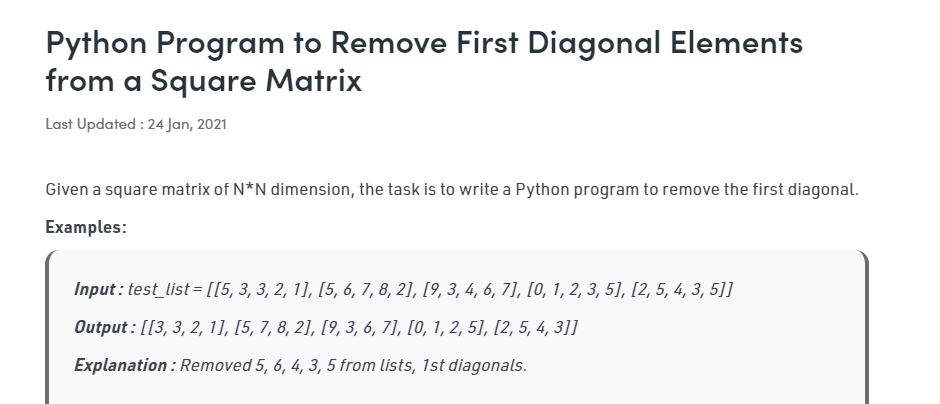 Python Program to Remove First Diagonal Elements
from a Square Matrix
Last Updated : 24 Jan, 2021
Given a square matrix of N*N dimension, the task is to write a Python program to remove the first diagonal.
Examples:
Input : test_list = [[5, 3, 3, 2, 1], [5, 6, 7, 8, 2], [9, 3, 4, 6, 7], [0, 1, 2, 3, 5], [2, 5, 4, 3, 5]]
Output : [[3, 3, 2, 1], [5, 7, 8, 2], [9, 3, 6, 7], [0, 1, 2, 5], [2, 5, 4, 3]]
Explanation : Removed 5, 6, 4, 3, 5 from lists, 1st diagonals.